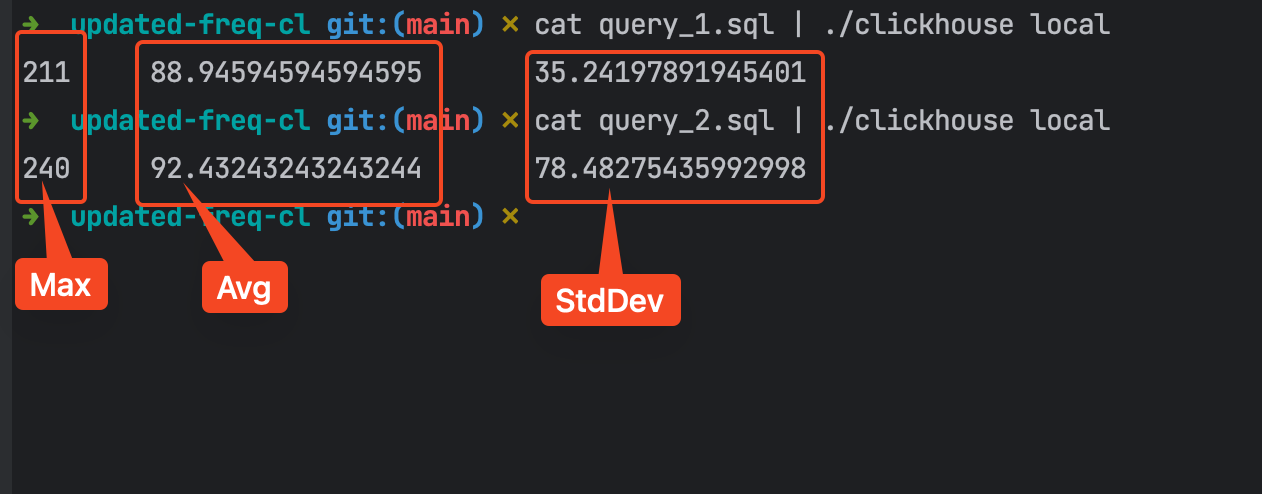 ➜  updated-freq-cl git:(main) ✗ cat query_1.sql | ./clickhouse local
211     88.94594594594595       35.24197891945401
➜  updated-freq-cl git:(main) ✗ cat query_2.sql | ./clickhouse local
240     92.43243243243244       78.48275435992998
➜  updated-freq-cl git:(main) ✗
Max Avg StdDev